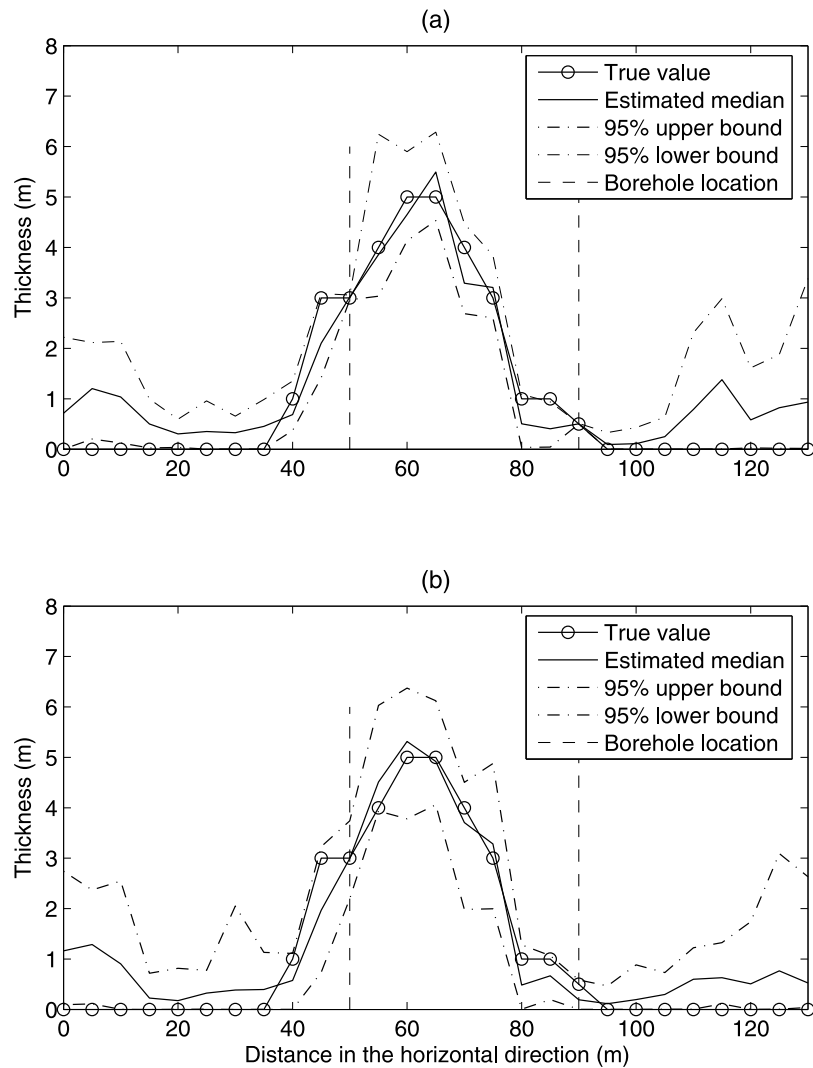 (a)
8
7
6
5
4
3
2
1
0
Thickness (m)
True value
Estimated median
95% upper bound
95% lower bound
Borehole location
0 20 40 60 80 100 120
(b)
8
7
6
5
4
3
2
1
0
Thickness (m)
True value
Estimated median
95% upper bound
95% lower bound
Borehole location
0 20 40 60 80 100 120
Distance in the horizontal direction (m)